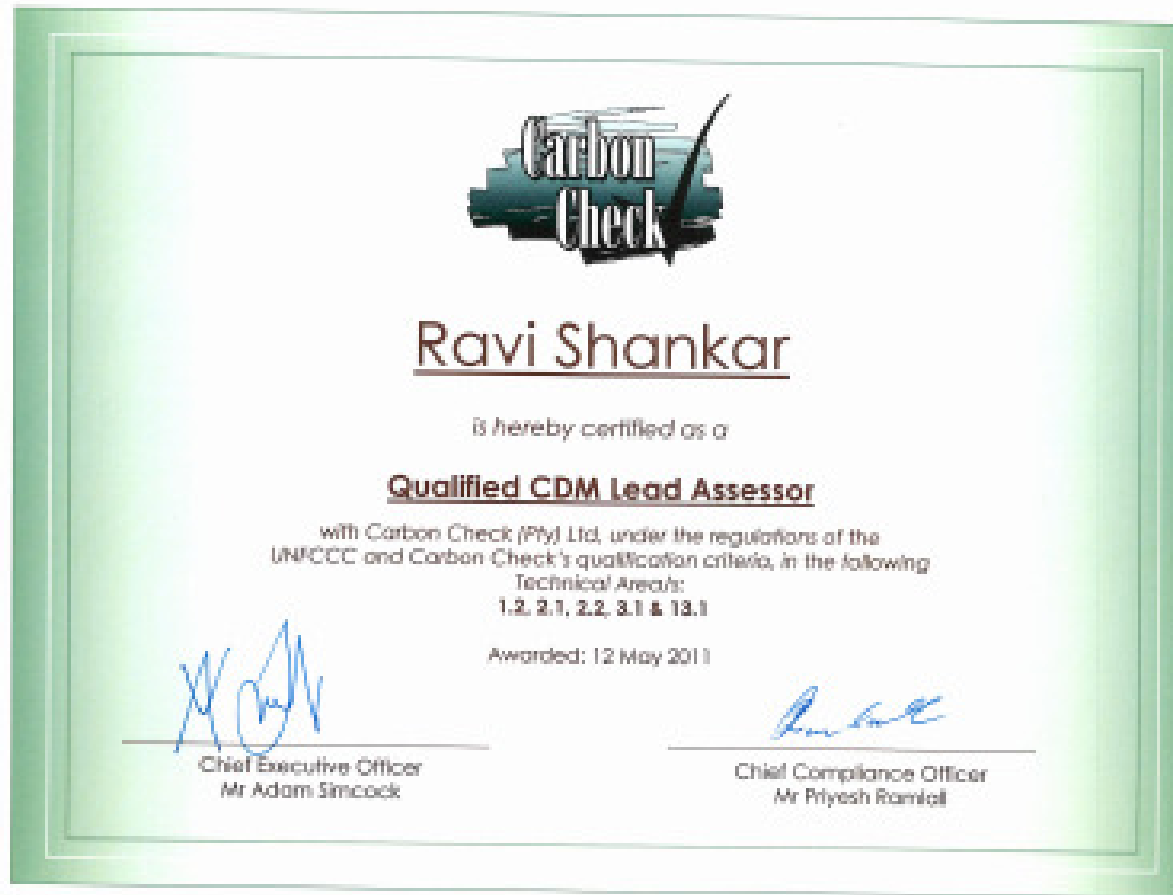 Carbon
Check
Ravi Shankar
is hereby certified as a
Qualified CDM Lead Assessor
with Carbon Check (Pty) Ltd, under the regulations of the
UNFCCC and Carbon Check's qualification criteria, in the following
Technical Area/s:
1.2, 2.1, 2.2, 3.1 & 13.1
Awarded: 12 May 2011
Chief Executive Officer
Mr Adam Simcock
Chief Compliance Officer
Mr Priyesh Ramlall